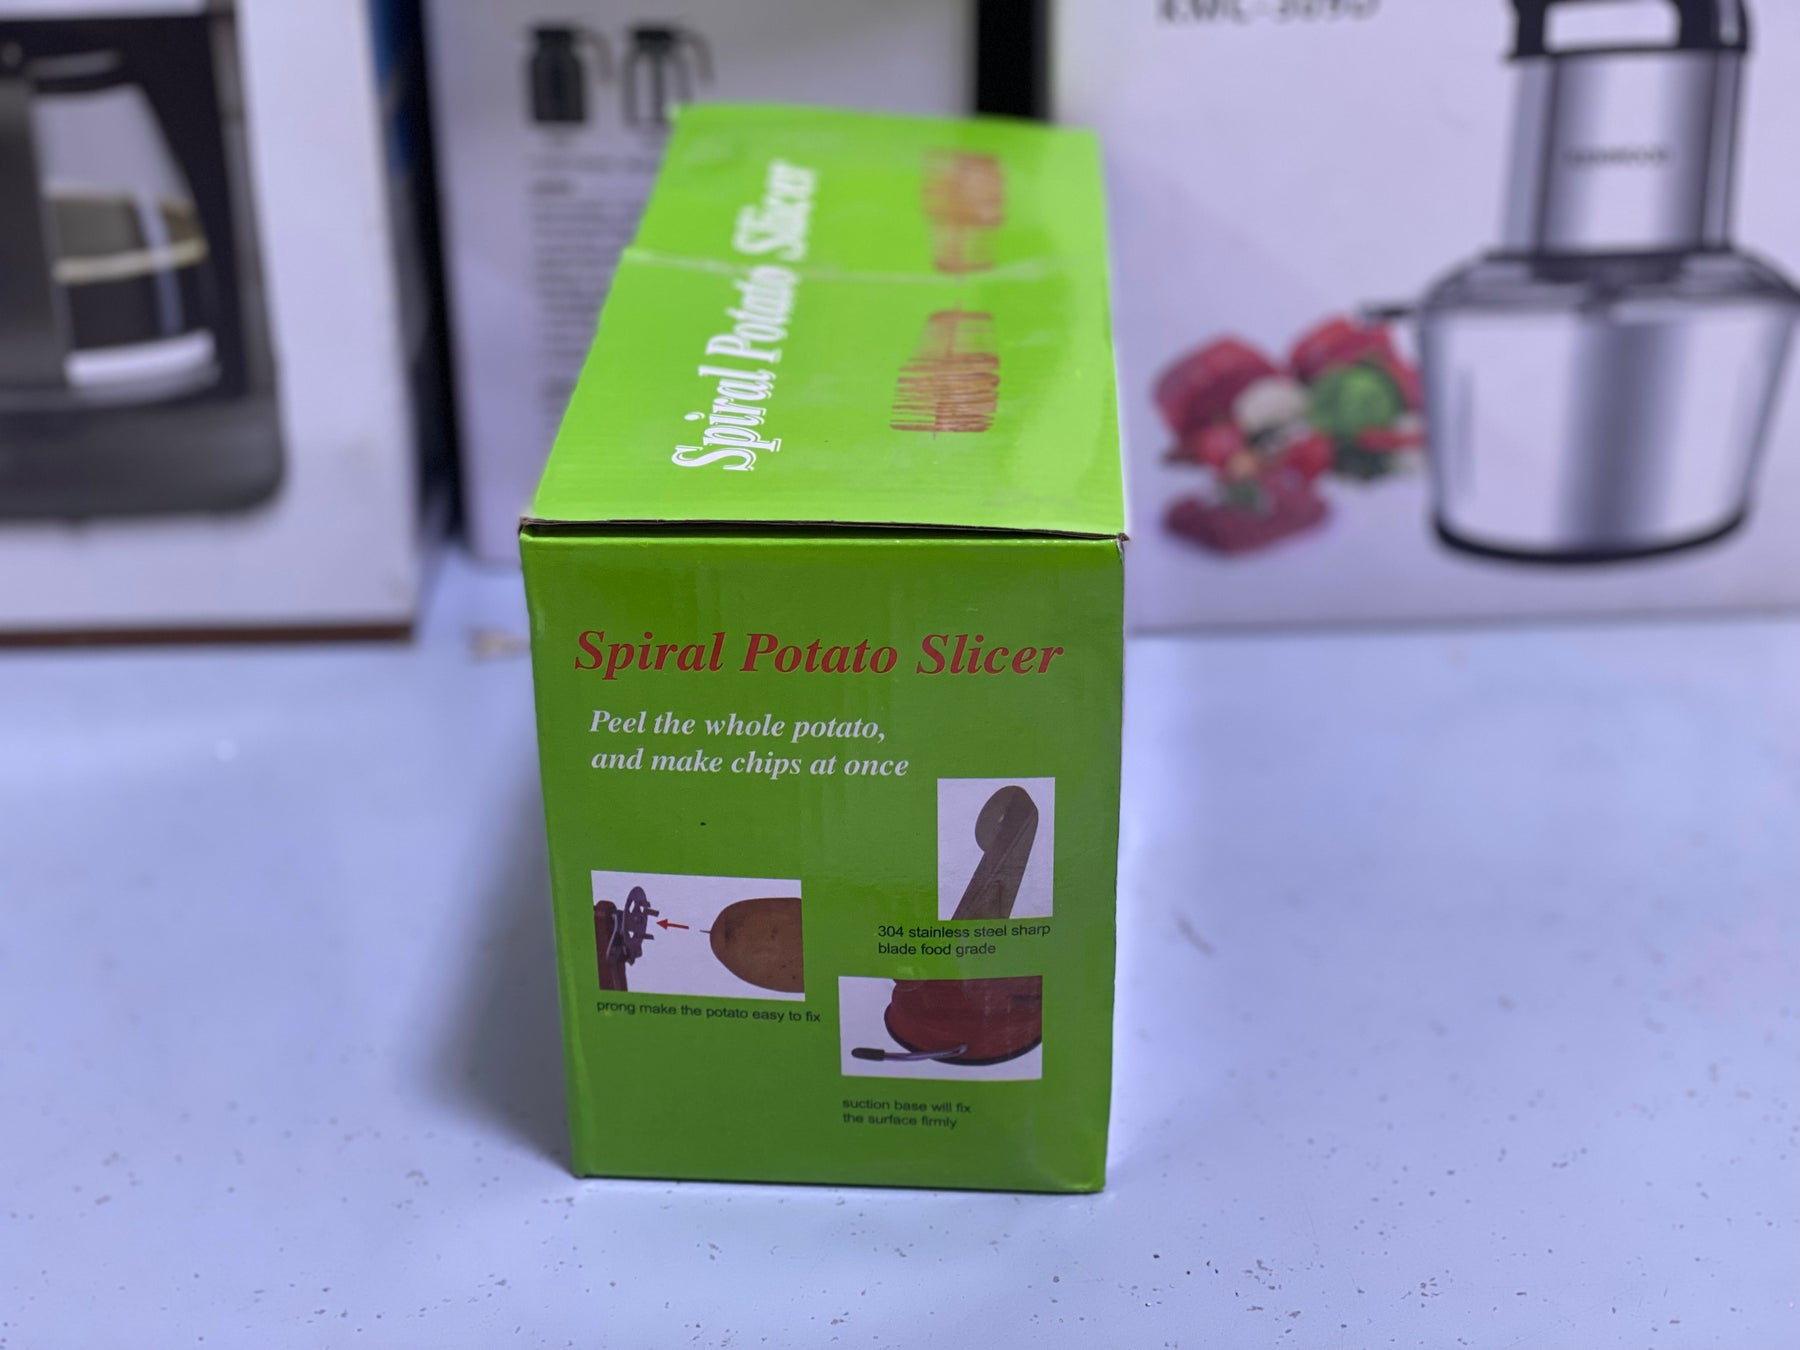 Spiral Potato Slicer
Spiral Potato Slicer
Peel the whole potato,
and make chips at once
304 stainless steel sharp
blade food grade
prong make the potato easy to fix
suction base will fix
the surface firmly